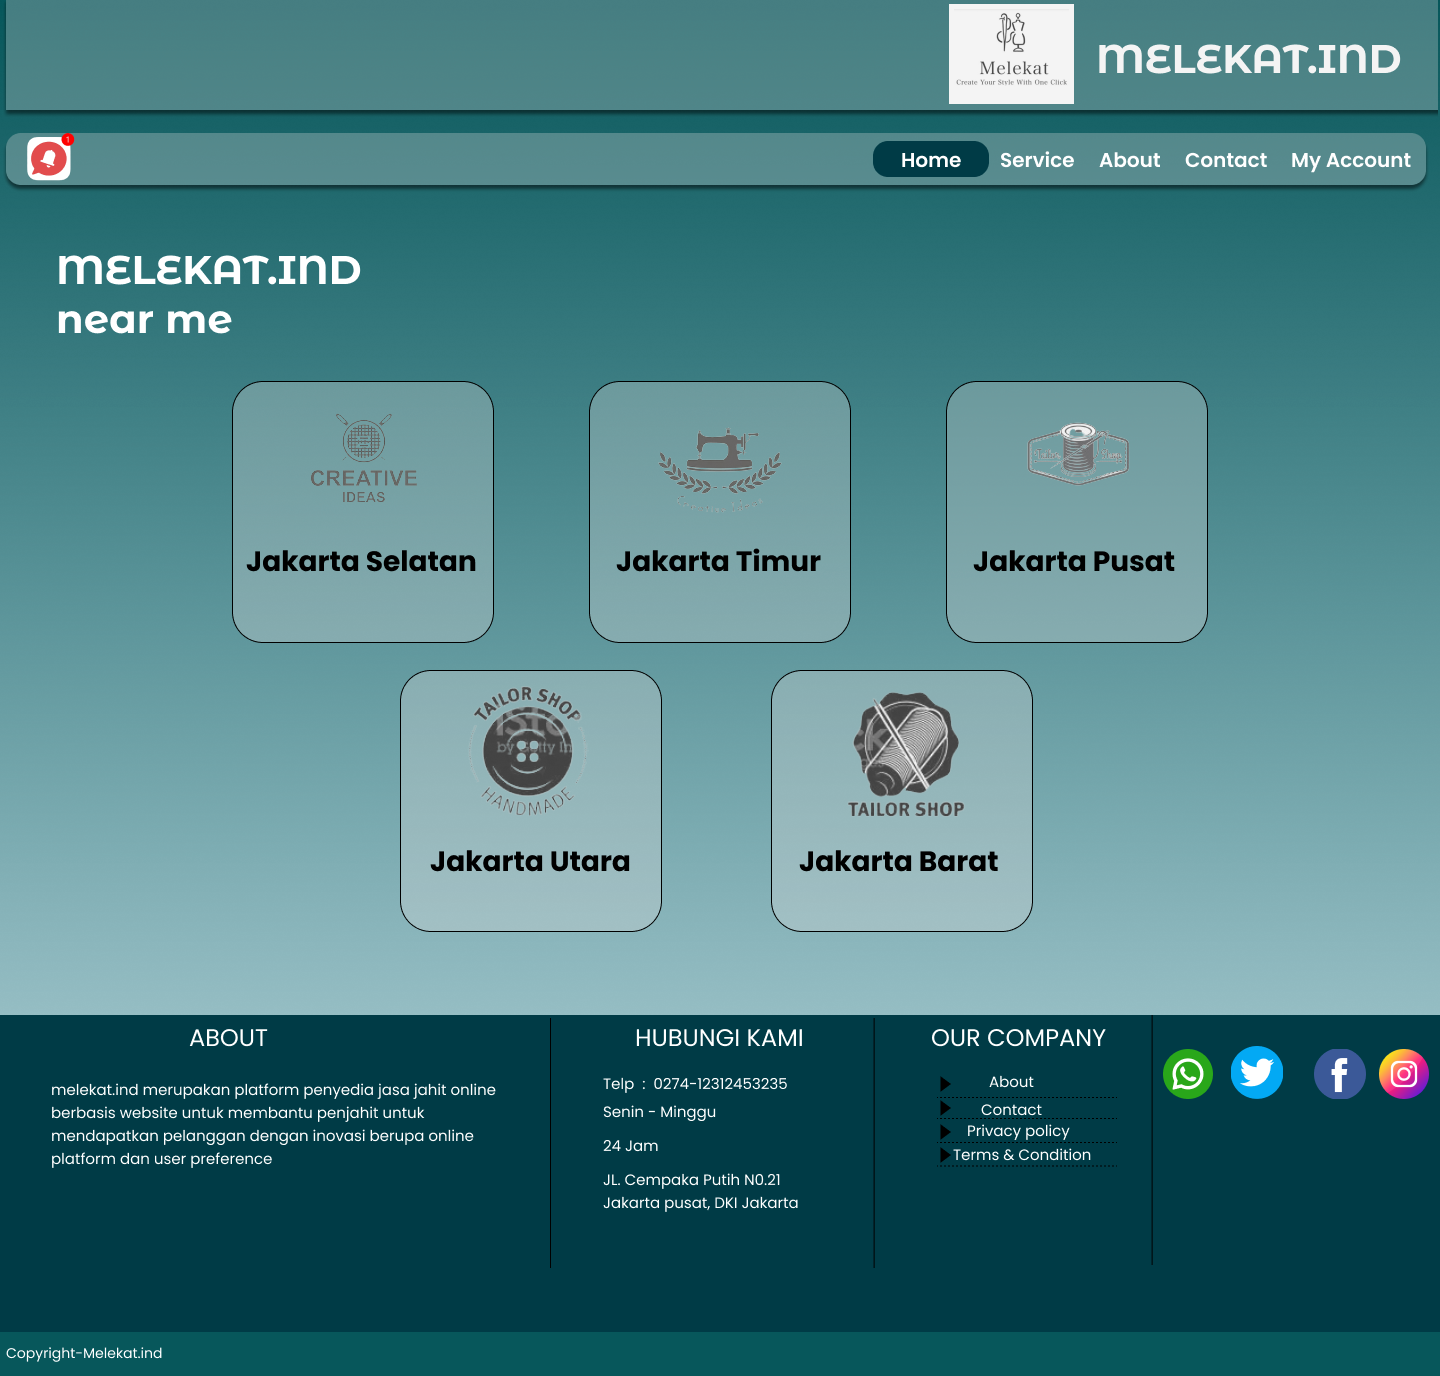 Melekat
Create Your Style With One Click
MELEKAT.IND
1
Home
Service
About
Contact
My Account
MELEKAT.IND
near me
CREATIVE
IDEAS
Jakarta Selatan
Jakarta Timur
Jakarta Pusat
TAILOR SHOP
by Getty Im
HANDMADE
Jakarta Utara
TAILOR SHOP
Jakarta Barat
ABOUT
melekat.ind merupakan platform penyedia jasa jahit online
berbasis website untuk membantu penjahit untuk
mendapatkan pelanggan dengan inovasi berupa online
platform dan user preference
HUBUNGI KAMI
Telp : 0274-12312453235
Senin - Minggu
24 Jam
JL. Cempaka Putih N0.21
Jakarta pusat, DKI Jakarta
OUR COMPANY
About
Contact
Privacy policy
Terms & Condition
Copyright-Melekat.ind